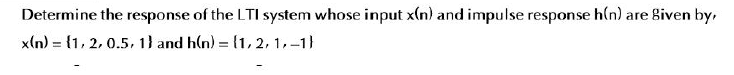 Determine the response of the LTI system whose input x(n) and impulse response h(n) are given by,
x(n) = {1, 2, 0.5, 1} and h(n) = {1, 2, 1, –1}